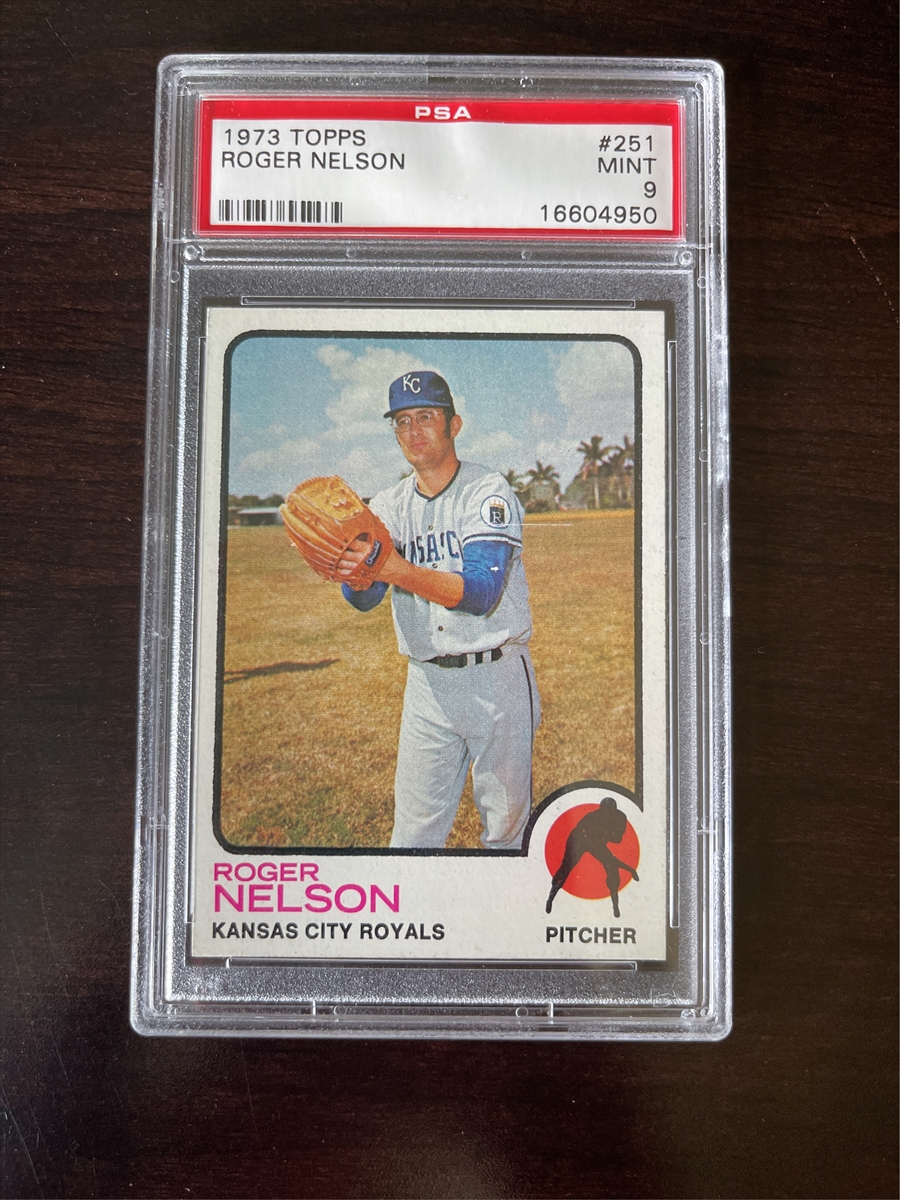 PSA
1973 TOPPS #251
ROGER NELSON MINT
9
16604950
KC
R
ROGER
NELSON
KANSAS CITY ROYALS PITCHER